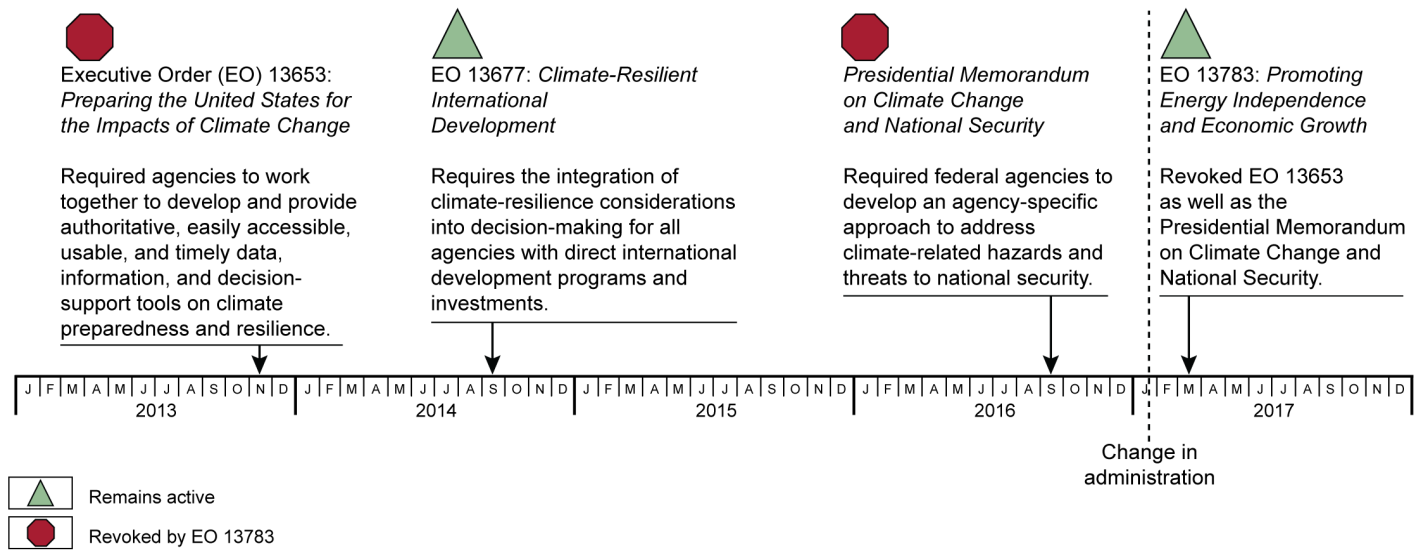 Executive Order (EO) 13653:
Preparing the United States for
the Impacts of Climate Change
Required agencies to work
together to develop and provide
authoritative, easily accessible,
usable, and timely data,
information, and decision-
support tools on climate
preparedness and resilience.
EO 13677: Climate-Resilient
International
Development
Requires the integration of
climate-resilience considerations
into decision-making for all
agencies with direct international
development programs and
investments.
Presidential Memorandum
on Climate Change
and National Security
Required federal agencies to
develop an agency-specific
approach to address
climate-related hazards and
threats to national security.
EO 13783: Promoting
Energy Independence
and Economic Growth
Revoked EO 13653
as well as the
Presidential Memorandum
on Climate Change and
National Security.
J F M A M J J A S O N D J F M A M J J A S O N D J F M A M J J A S O N D J F M A M J J A S O N D J F M A M J J A S O N D
2013 2014 2015 2016 2017
Change in
administration
Remains active
Revoked by EO 13783